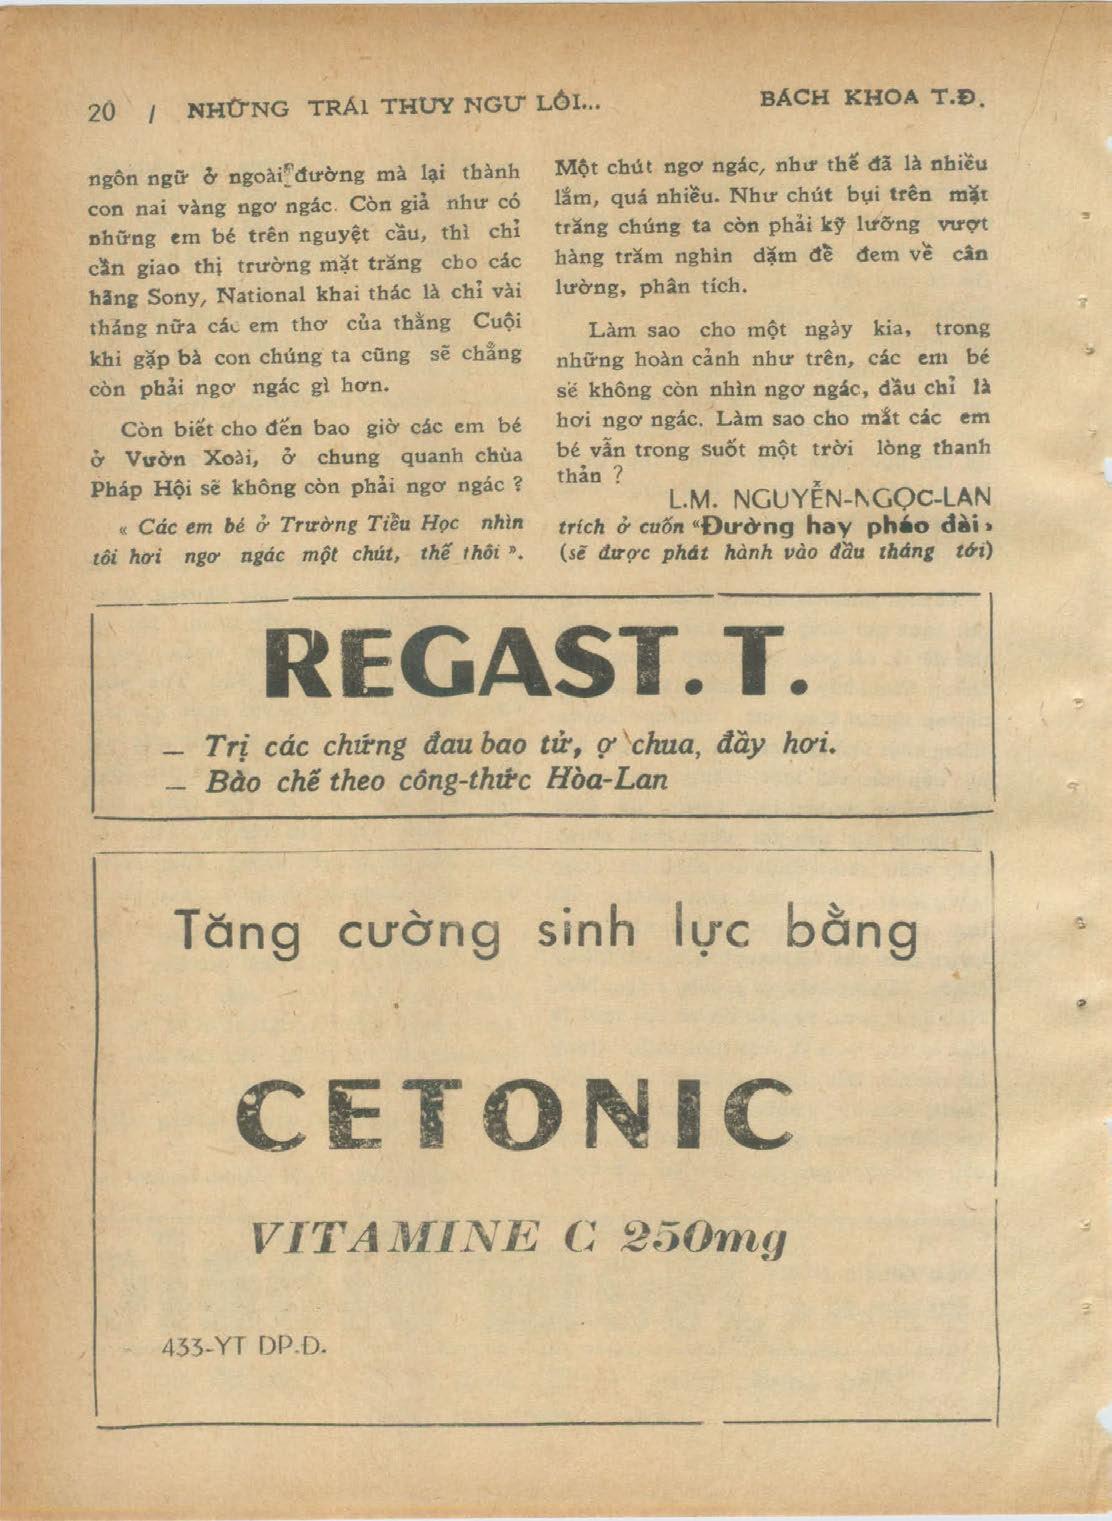 20 / NHỮNG TRÁI THUY NGƯ LÔI... BÁCH KHOA T.Đ.
ngôn ngữ ở ngoài đường mà lại thành
con nai vàng ngơ ngác. Còn giả như có
những em bé trên nguyệt cầu, thì chỉ
cần giao thị trường mặt trăng cho các
hãng Sony, National khai thác là chỉ vài
tháng nữa các em thơ của thằng Cuội
khi gặp bà con chúng ta cũng sẽ chẳng
còn phải ngơ ngác gì hơn.
Còn biết cho đến bao giờ các em bé
ở Vườn Xoài, ở chung quanh chùa
Pháp Hội sẽ không còn phải ngơ ngác ?
« Các em bé ở Trường Tiểu Học nhìn
tôi hơi ngơ ngác một chút, thế thôi ».
Một chút ngơ ngác, như thế đã là nhiều
lắm, quá nhiều. Như chút bụi trên mặt
trăng chúng ta còn phải kỹ lưỡng vượt
hàng trăm nghìn dặm để đem về cân
lường, phân tích.
Làm sao cho một ngày kia, trong
những hoàn cảnh như trên, các em bé
sẽ không còn nhìn ngơ ngác, dầu chỉ là
hơi ngơ ngác. Làm sao cho mắt các em
bé vẫn trong suốt một trời lòng thanh
thản ?
L.M. NGUYỄN-NGỌC-LAN
trích ở cuốn «Đường hay pháo đài»
(sẽ được phát hành vào đầu tháng tới)
REGAST. T.
— Trị các chứng đau bao tử, ợ chua, đầy hơi.
— Bào chế theo công-thức Hòa-Lan
Tăng cường sinh lực bằng
CETONIC
VITAMINE C 250mg
433-YT DP.Đ.